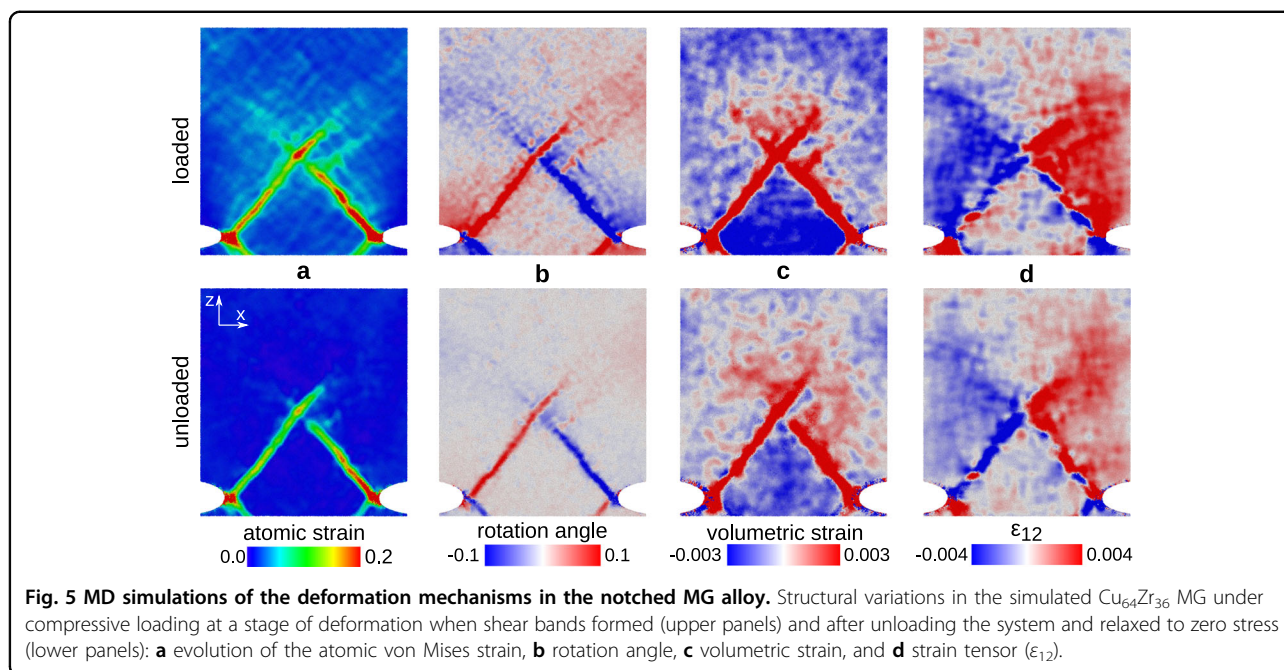 loaded
a b c d
unloaded
z
x
atomic strain rotation angle volumetric strain ε12
0.0 0.2 -0.1 0.1 -0.003 0.003 -0.004 0.004
Fig. 5 MD simulations of the deformation mechanisms in the notched MG alloy. Structural variations in the simulated Cu64Zr36 MG under
compressive loading at a stage of deformation when shear bands formed (upper panels) and after unloading the system and relaxed to zero stress
(lower panels): a evolution of the atomic von Mises strain, b rotation angle, c volumetric strain, and d strain tensor (ε12).